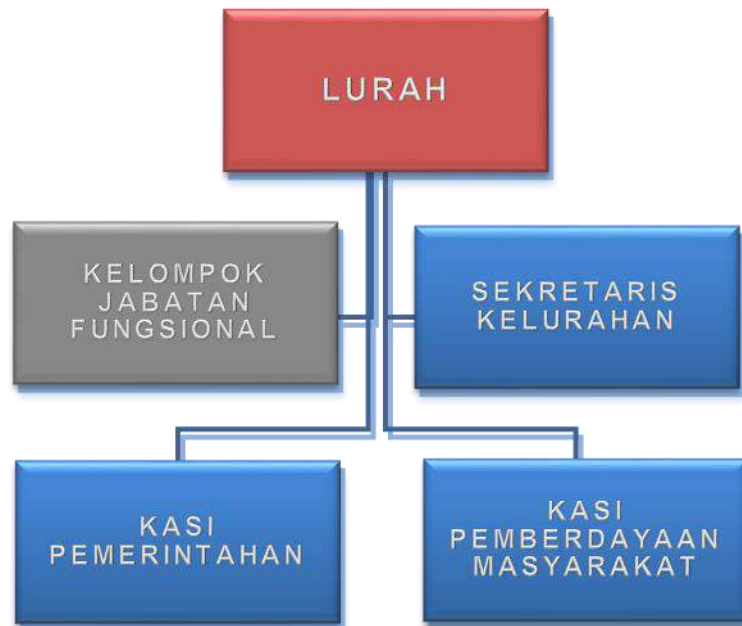 LURAH
KELOMPOK
JABATAN
FUNGSIONAL
SEKRETARIS
KELURAHAN
KASI
PEMERINTAHAN
KASI
PEMBERDAYAAN
MASYARAKAT